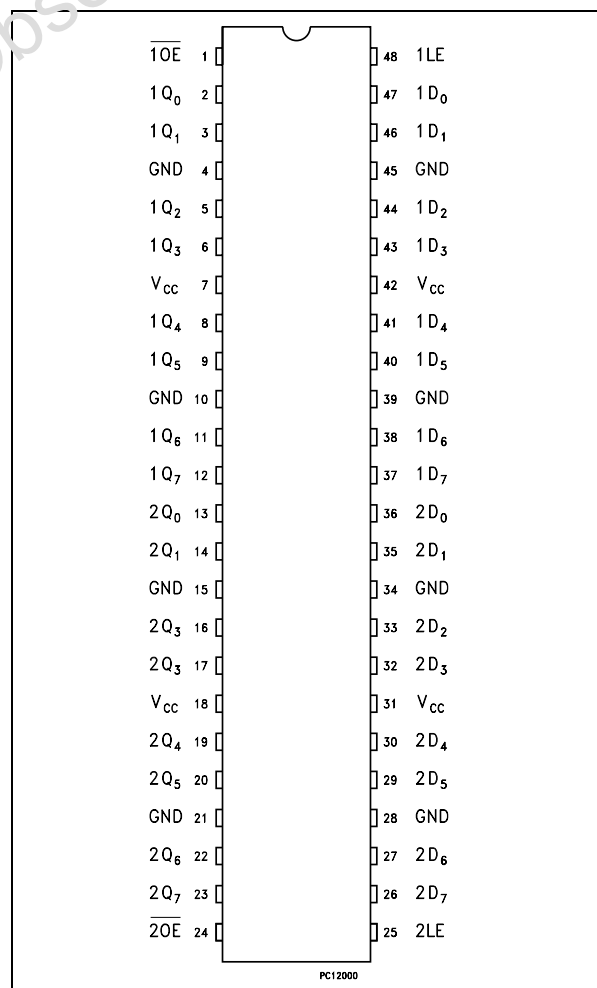 1OE 1 48 1LE
1Q0 2 47 1D0
1Q1 3 46 1D1
GND 4 45 GND
1Q2 5 44 1D2
1Q3 6 43 1D3
VCC 7 42 VCC
1Q4 8 41 1D4
1Q5 9 40 1D5
GND 10 39 GND
1Q6 11 38 1D6
1Q7 12 37 1D7
2Q0 13 36 2D0
2Q1 14 35 2D1
GND 15 34 GND
2Q3 16 33 2D2
2Q3 17 32 2D3
VCC 18 31 VCC
2Q4 19 30 2D4
2Q5 20 29 2D5
GND 21 28 GND
2Q6 22 27 2D6
2Q7 23 26 2D7
2OE 24 25 2LE
PC12000